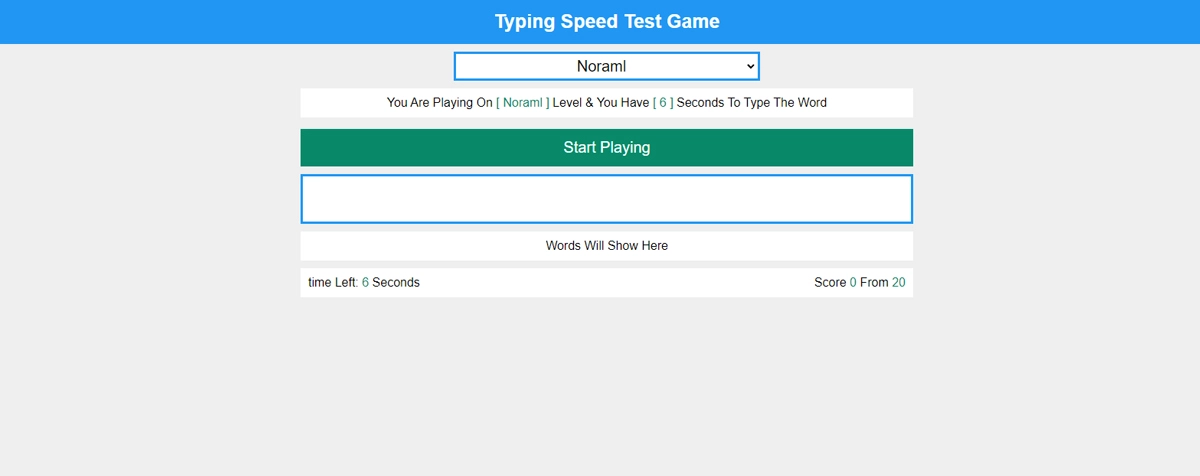 Typing Speed Test Game
Noraml
You Are Playing On [ Noraml ] Level & You Have [ 6 ] Seconds To Type The Word
Start Playing
Words Will Show Here
time Left: 6 Seconds
Score 0 From 20